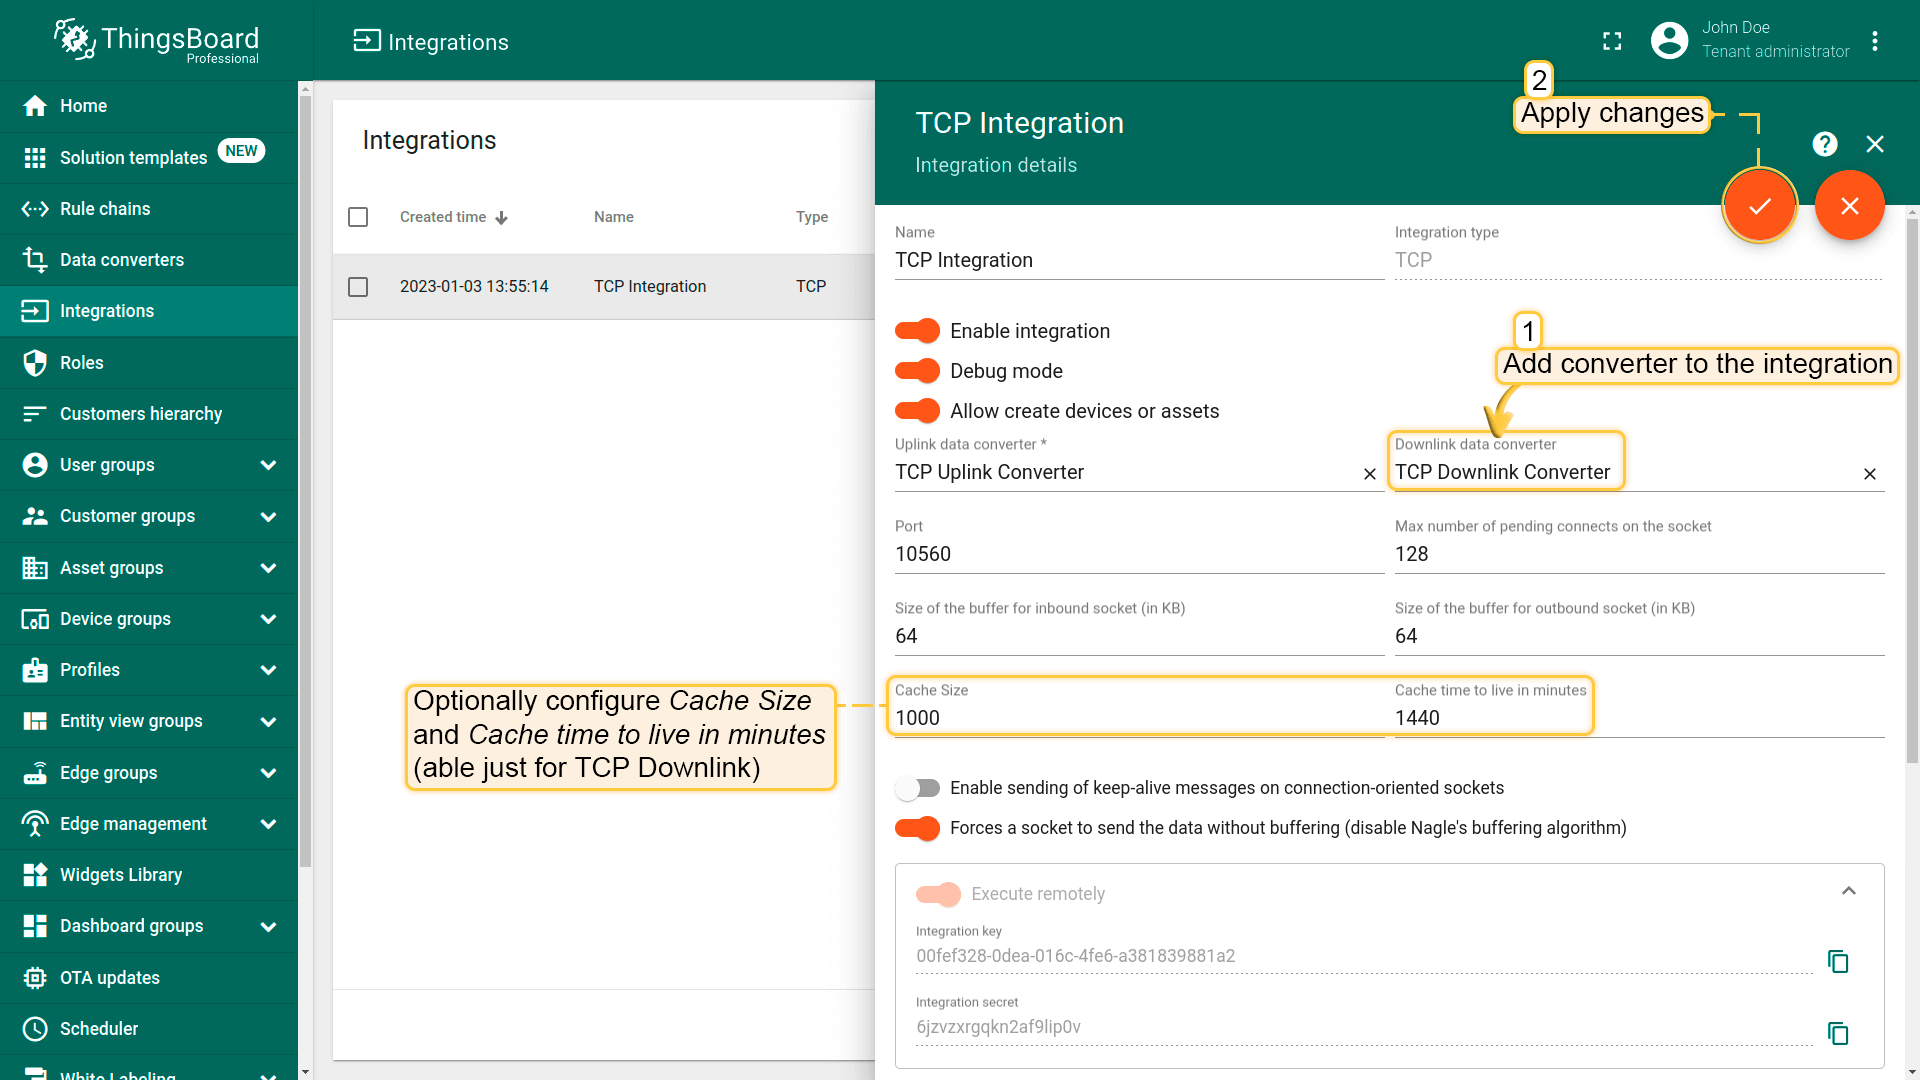 ThingsBoard
Professional
Integrations
John Doe
Tenant administrator
Home
Solution templates NEW
Rule chains
Data converters
Integrations
Roles
Customers hierarchy
User groups
Customer groups
Asset groups
Device groups
Profiles
Entity view groups
Edge groups
Edge management
Widgets Library
Dashboard groups
OTA updates
Scheduler
White Labeling
Integrations
Created time Name Type
2023-01-03 13:55:14 TCP Integration TCP
Optionally configure Cache Size
and Cache time to live in minutes
(able just for TCP Downlink)
TCP Integration
Integration details
2
Apply changes
Name
TCP Integration
Integration type
TCP
Enable integration
Debug mode
Allow create devices or assets
1
Add converter to the integration
Uplink data converter *
TCP Uplink Converter
Downlink data converter
TCP Downlink Converter
Port
10560
Max number of pending connects on the socket
128
Size of the buffer for inbound socket (in KB)
64
Size of the buffer for outbound socket (in KB)
64
Cache Size
1000
Cache time to live in minutes
1440
Enable sending of keep-alive messages on connection-oriented sockets
Forces a socket to send the data without buffering (disable Nagle's buffering algorithm)
Execute remotely
Integration key
00fef328-0dea-016c-4fe6-a381839881a2
Integration secret
6jzvzxrgqkn2af9lip0v